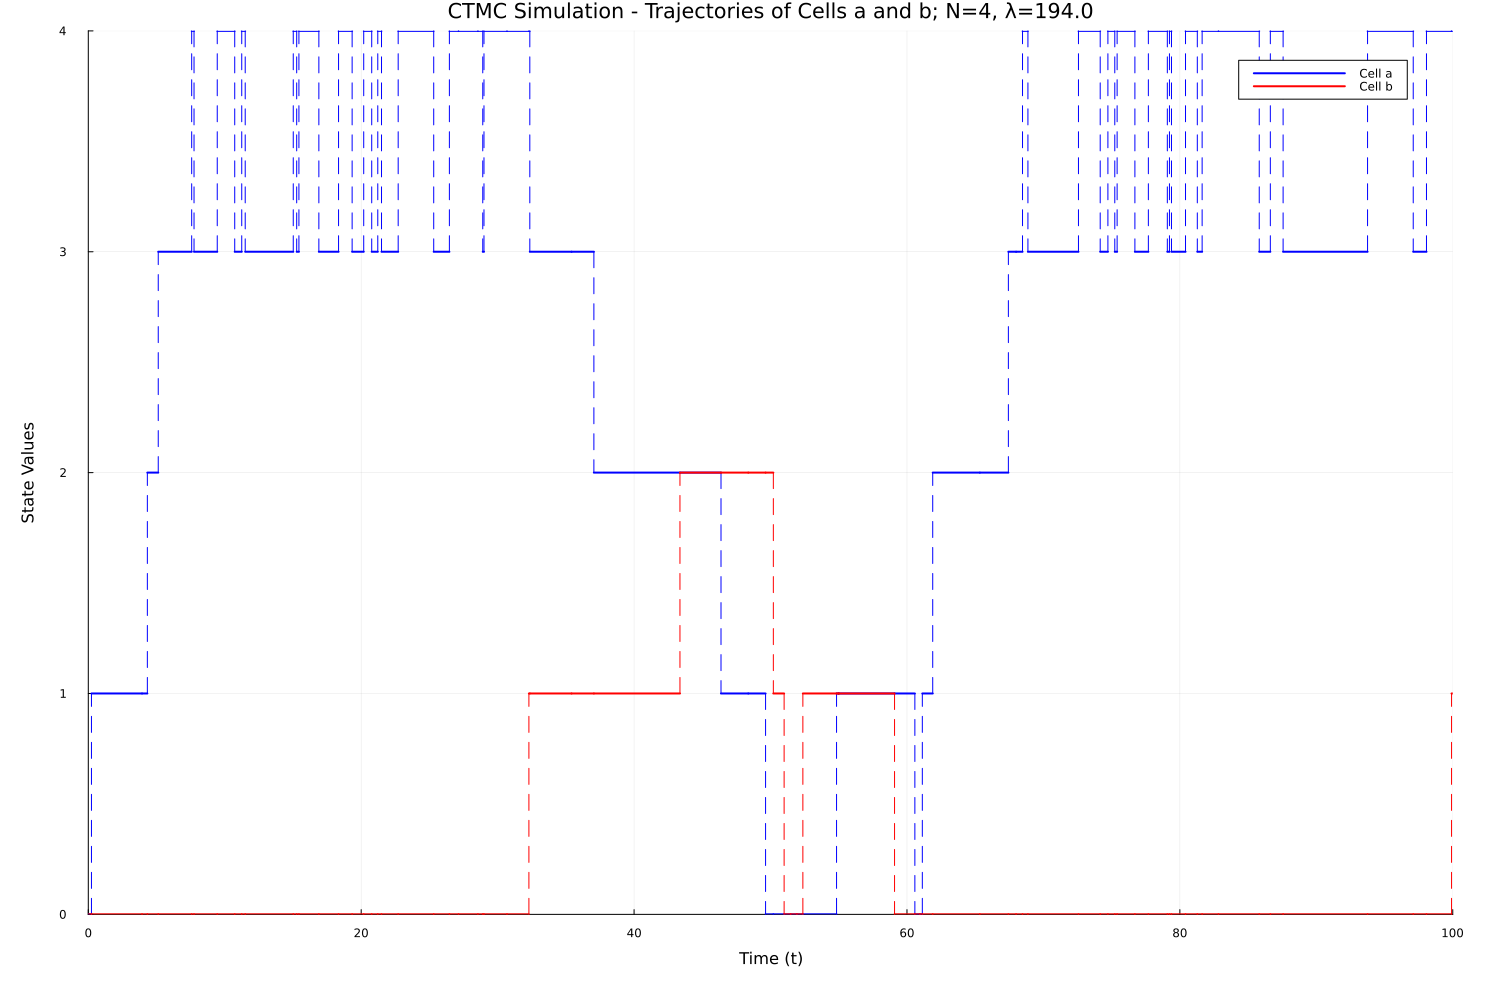 CTMC Simulation - Trajectories of Cells a and b; N=4, λ=194.0
4
Cell a
Cell b
3
State Values
2
1
0
0 20 40 60 80 100
Time (t)